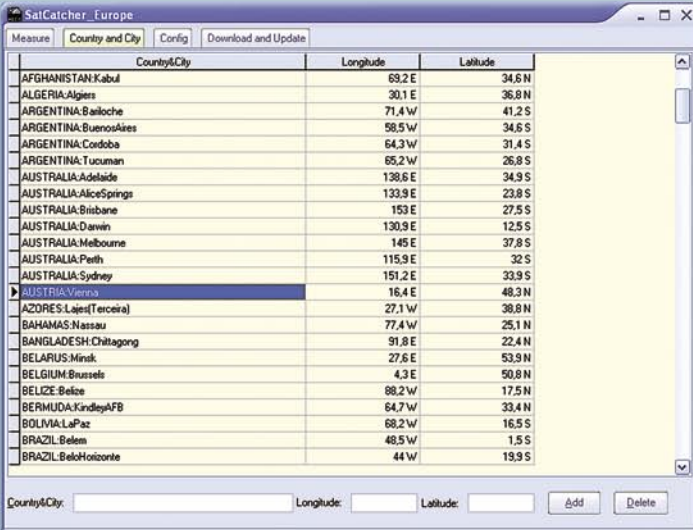 SatCatcher_Europe
Measure Country and City Config Download and Update
Country&City Longitude Latitude
AFGHANISTAN:Kabul 69,2 E 34,6 N
ALGERIA:Algiers 30,1 E 36,8 N
ARGENTINA:Bariloche 71,4 W 41,2 S
ARGENTINA:BuenosAires 58,5 W 34,6 S
ARGENTINA:Cordoba 64,3 W 31,4 S
ARGENTINA:Tucuman 65,2 W 26,8 S
AUSTRALIA:Adelaide 138,6 E 34,9 S
AUSTRALIA:AliceSprings 133,9 E 23,8 S
AUSTRALIA:Brisbane 153 E 27,5 S
AUSTRALIA:Darwin 130,9 E 12,5 S
AUSTRALIA:Melbourne 145 E 37,8 S
AUSTRALIA:Perth 115,9 E 32 S
AUSTRALIA:Sydney 151,2 E 33,9 S
AUSTRIA:Vienna 16,4 E 48,3 N
AZORES:Lajes(Terceira) 27,1 W 38,8 N
BAHAMAS:Nassau 77,4 W 25,1 N
BANGLADESH:Chittagong 91,8 E 22,4 N
BELARUS:Minsk 27,6 E 53,9 N
BELGIUM:Brussels 4,3 E 50,8 N
BELIZE:Belize 88,2 W 17,5 N
BERMUDA:KindleyAFB 64,7 W 33,4 N
BOLIVIA:LaPaz 68,2 W 16,5 S
BRAZIL:Belem 48,5 W 1,5 S
BRAZIL:BeloHorizonte 44 W 19,9 S
Country&City: Longitude: Latitude: Add Delete